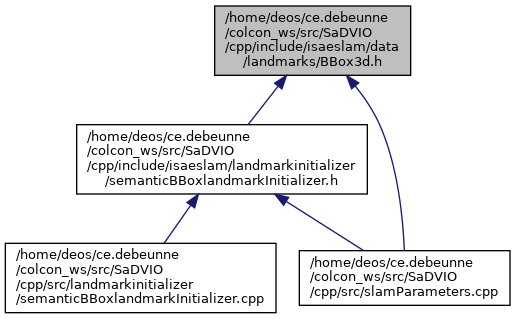 /home/deos/ce.debeunne
/colcon_ws/src/SaDVIO
/cpp/include/isaeslam/data
/landmarks/BBox3d.h
/home/deos/ce.debeunne
/colcon_ws/src/SaDVIO
/cpp/include/isaeslam/landmarkinitializer
/semanticBBoxlandmarkInitializer.h
/home/deos/ce.debeunne
/colcon_ws/src/SaDVIO
/cpp/src/landmarkinitializer
/semanticBBoxlandmarkInitializer.cpp
/home/deos/ce.debeunne
/colcon_ws/src/SaDVIO
/cpp/src/slamParameters.cpp